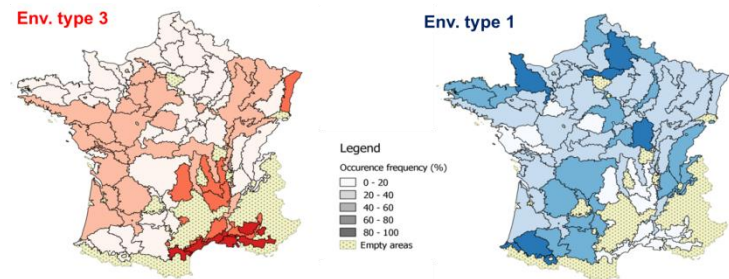 Env. type 3
Env. type 1
Legend
Occurence frequency (%)
0 - 20
20 - 40
40 - 60
60 - 80
80 - 100
Empty areas